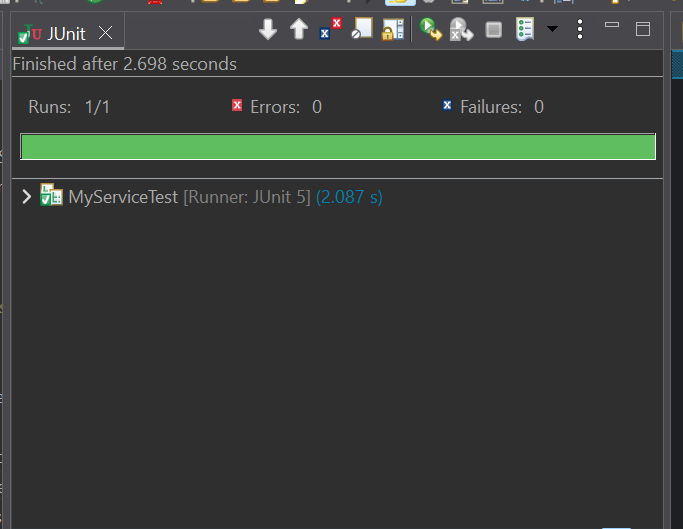 JUnit
Finished after 2.698 seconds
Runs: 1/1 Errors: 0 Failures: 0
MyServiceTest [Runner: JUnit 5] (2.087 s)